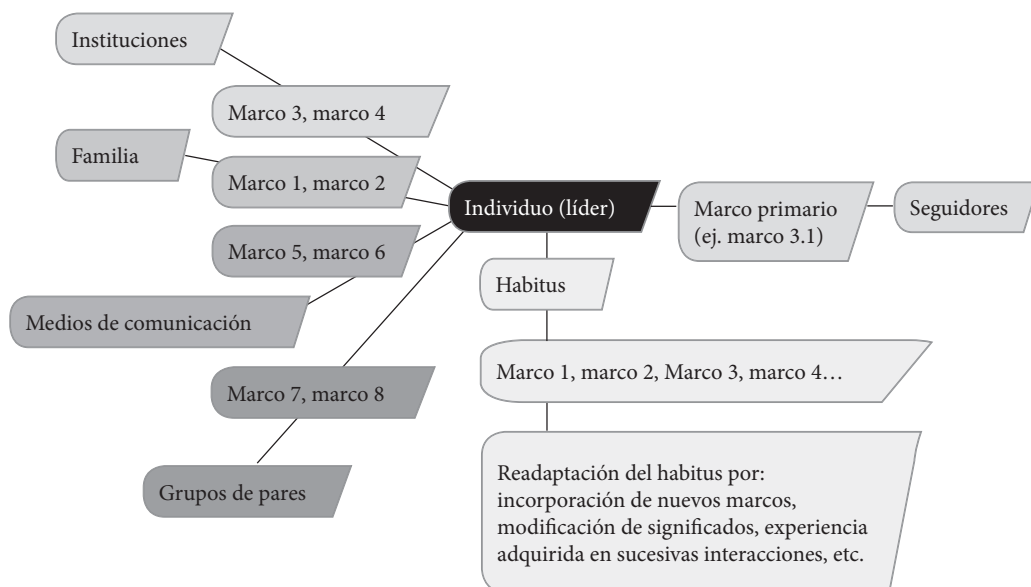 Instituciones
Marco 3, marco 4
Familia
Marco 1, marco 2
Individuo (líder)
Marco primario
(ej. marco 3.1)
Seguidores
Marco 5, marco 6
Habitus
Medios de comunicación
Marco 1, marco 2, Marco 3, marco 4…
Marco 7, marco 8
Grupos de pares
Readaptación del habitus por:
incorporación de nuevos marcos,
modificación de significados, experiencia
adquirida en sucesivas interacciones, etc.